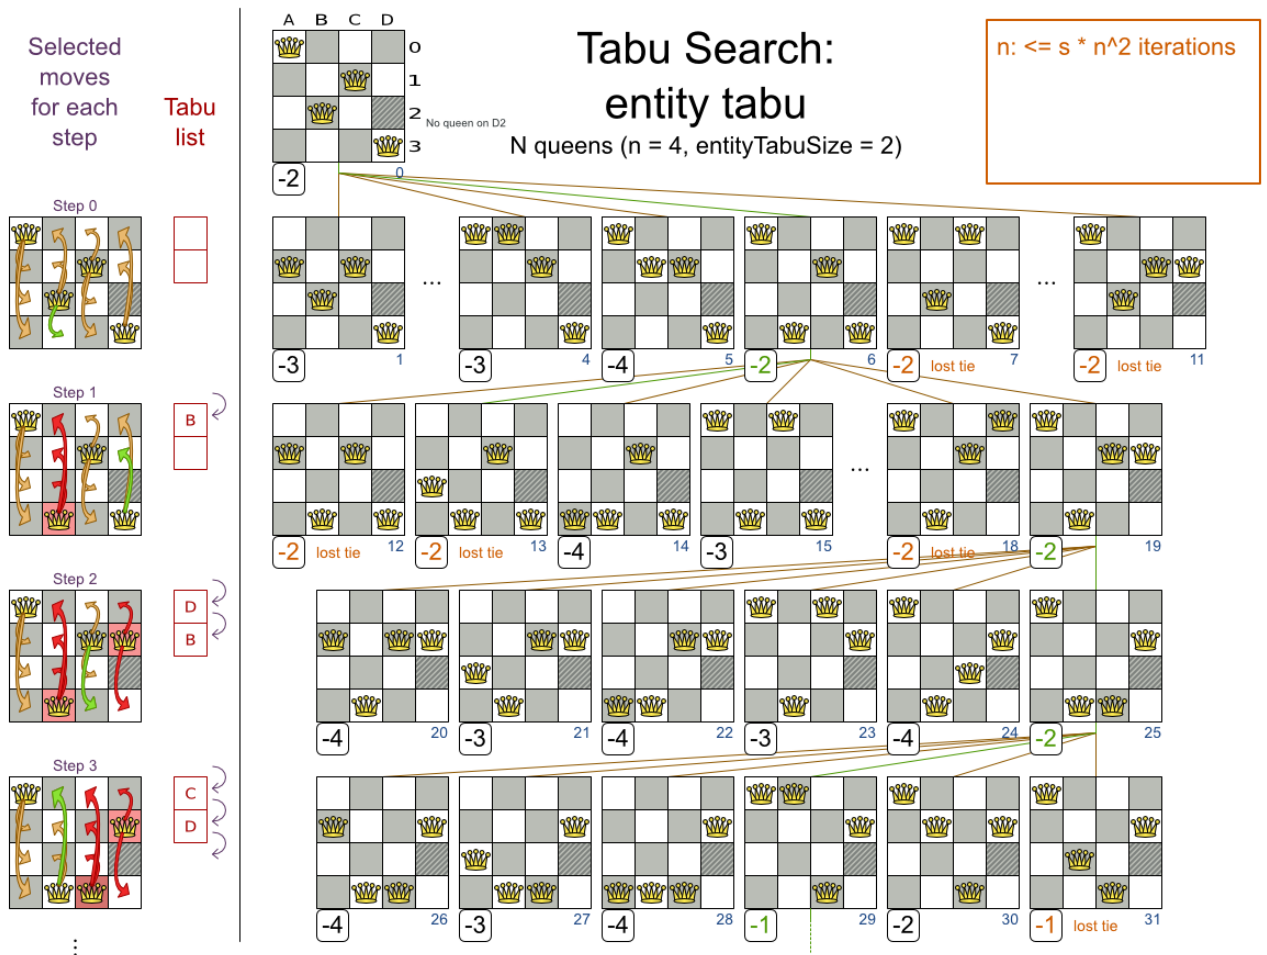 Selected
moves
for each
step
Tabu
list
A B C D
0
1
2
3
No queen on D2
-2
0
Tabu Search:
entity tabu
N queens (n = 4, entityTabuSize = 2)
n: <= s * n^2 iterations
Step 0
...
...
-3 1
-3 4
-4 5
-2 6
-2 lost tie 7
-2 lost tie 11
Step 1
B
...
-2 lost tie 12
-2 lost tie 13
-4 14
-3 15
-2 lost tie 18
-2 19
Step 2
D
B
-4 20
-3 21
-4 22
-3 23
-4 24
-2 25
Step 3
C
D
-4 26
-3 27
-4 28
-1 29
-2 30
-1 lost tie 31
...